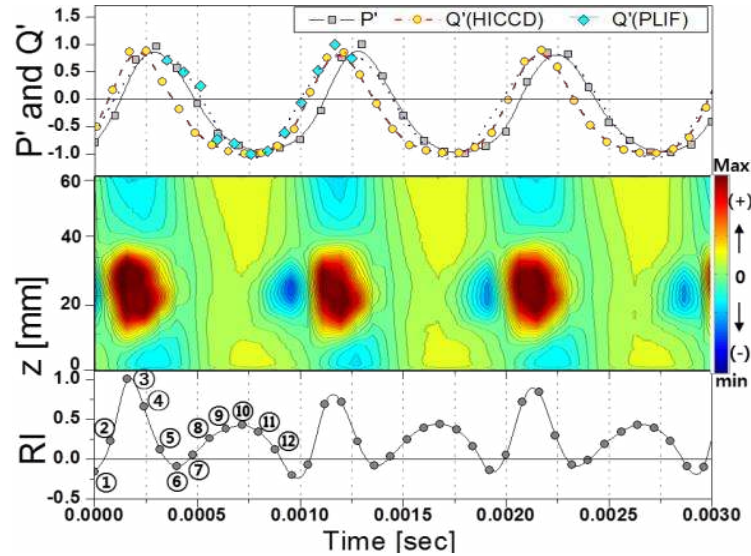 P' Q'(HICCD) Q'(PLIF)
1.5
1.0
0.5
0.0
-0.5
-1.0
P' and Q'
Max
(+)
0
(-)
min
60
40
20
0
z [mm]
1.0
0.5
0.0
-0.5
RI
① ② ③ ④ ⑤ ⑥ ⑦ ⑧ ⑨ ⑩ ⑪ ⑫
0.0000 0.0005 0.0010 0.0015 0.0020 0.0025 0.0030
Time [sec]